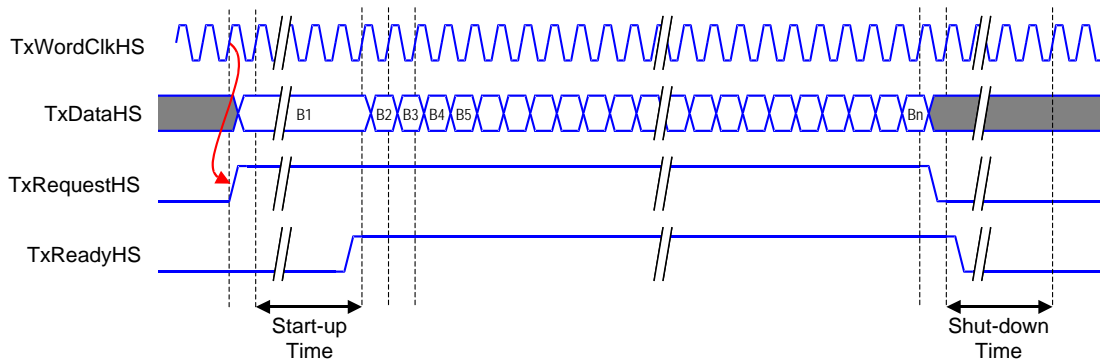 TxWordClkHS
TxDataHS
B1
B2
B3
B4
B5
Bn
TxRequestHS
TxReadyHS
Start-up
Time
Shut-down
Time